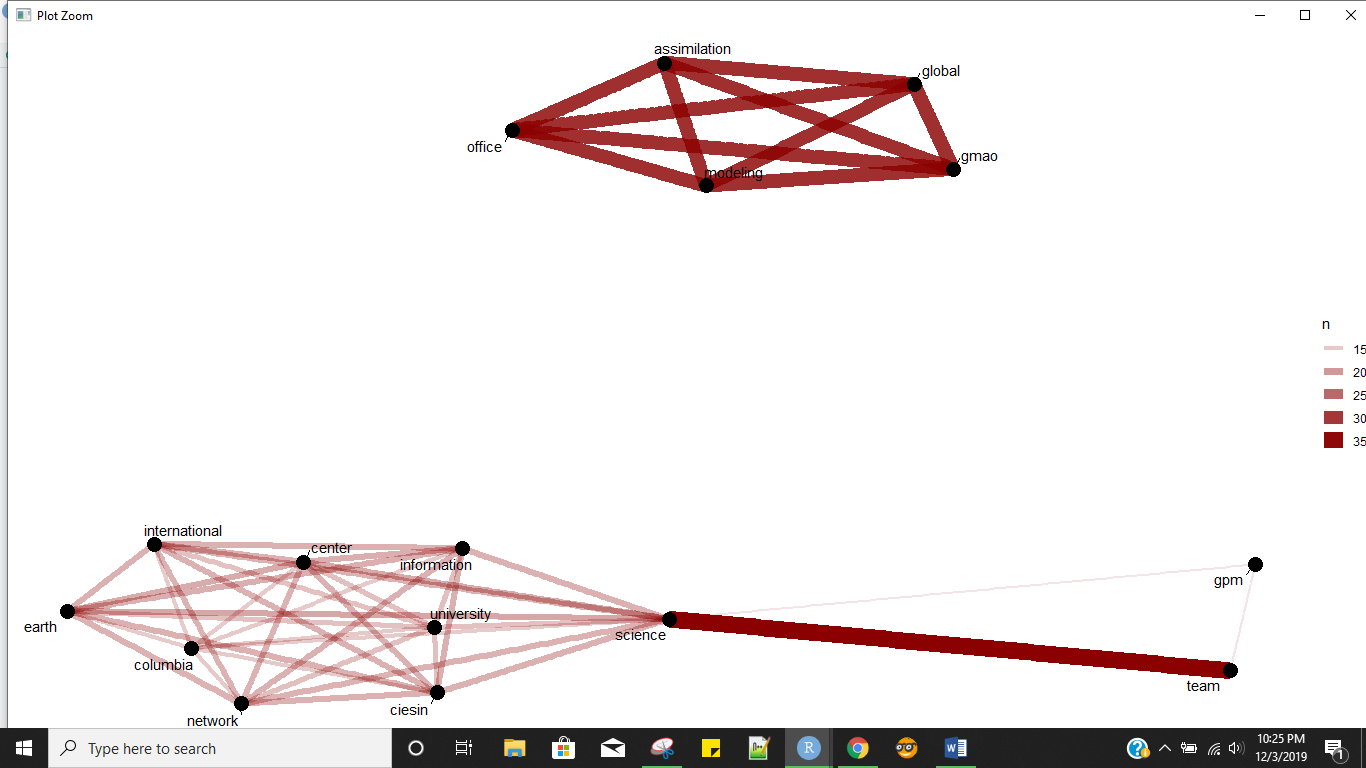 Plot Zoom
assimilation
global
office
gmao
modeling
n
15
20
25
30
35
international
center
information
gpm
university
earth
science
columbia
team
ciesin
network
Type here to search
10:25 PM
12/3/2019
1